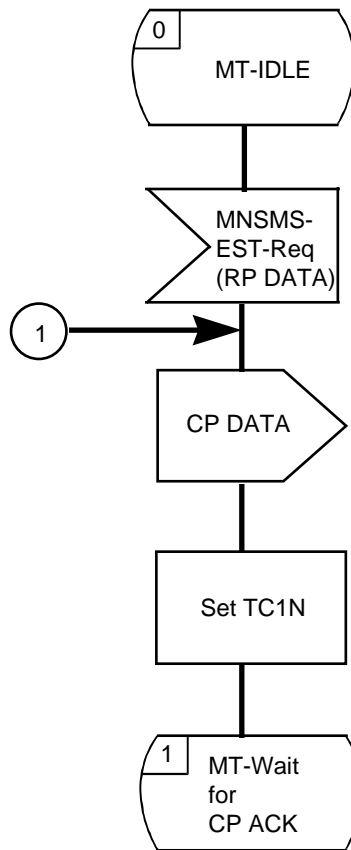 0
MT-IDLE
MNSMS-
EST-Req
(RP DATA)
1
CP DATA
Set TC1N
1
MT-Wait
for
CP ACK